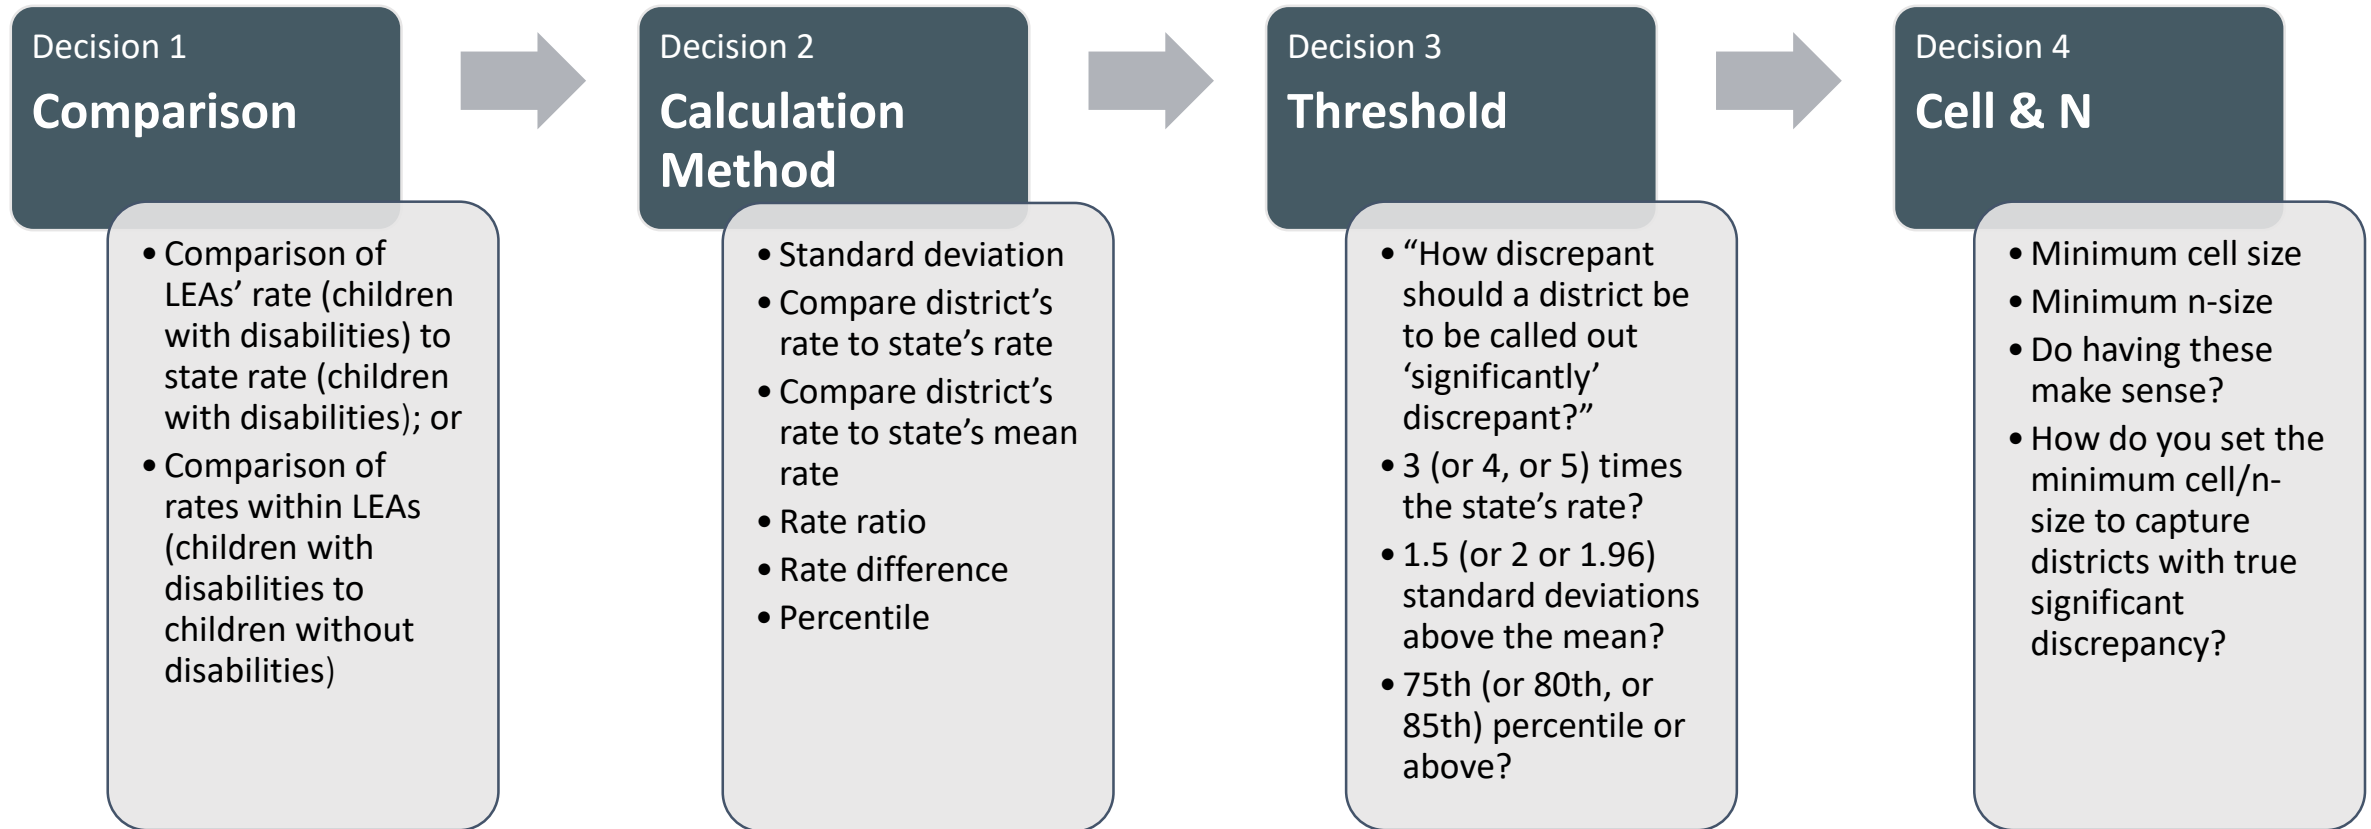 Decision 1
Comparison
• Comparison of
LEAs’ rate (children
with disabilities) to
state rate (children
with disabilities); or
• Comparison of
rates within LEAs
(children with
disabilities to
children without
disabilities)
Decision 2
Calculation
Method
• Standard deviation
• Compare district’s
rate to state’s rate
• Compare district’s
rate to state’s mean
rate
• Rate ratio
• Rate difference
• Percentile
Decision 3
Threshold
• “How discrepant
should a district be
to be called out
‘significantly’
discrepant?”
• 3 (or 4, or 5) times
the state’s rate?
• 1.5 (or 2 or 1.96)
standard deviations
above the mean?
• 75th (or 80th, or
85th) percentile or
above?
Decision 4
Cell & N
• Minimum cell size
• Minimum n-size
• Do having these
make sense?
• How do you set the
minimum cell/n-
size to capture
districts with true
significant
discrepancy?